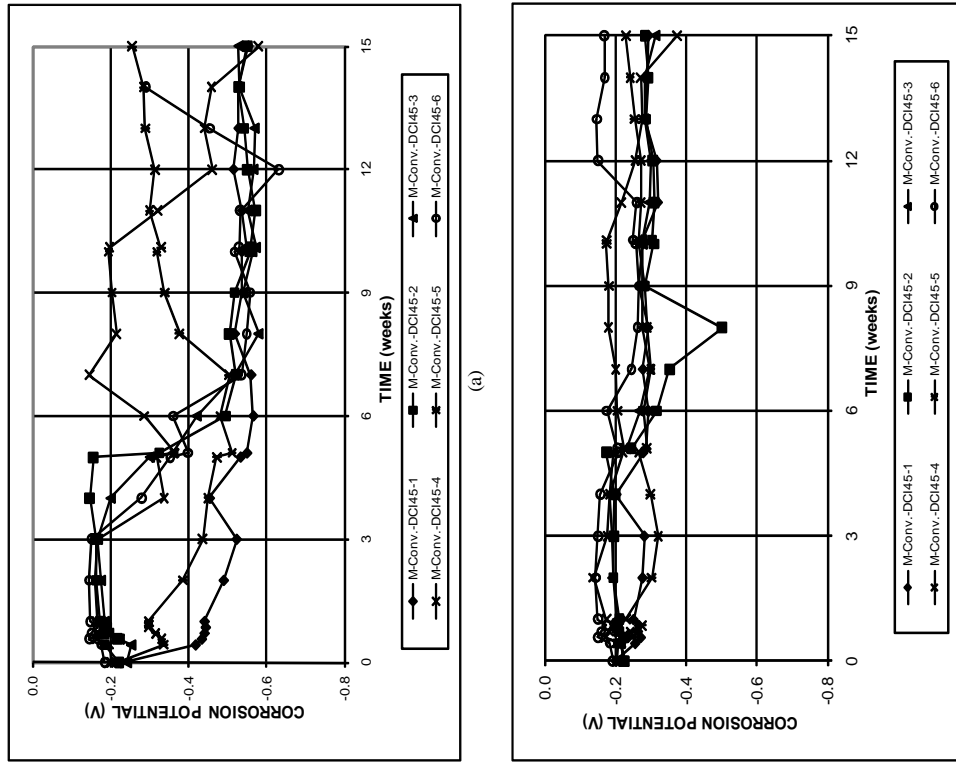 0.0
-0.2
-0.4
-0.6
-0.8
CORROSION POTENTIAL (V)
0
3
6
9
12
15
TIME (weeks)
M-Conv.-DCI45-1
M-Conv.-DCI45-2
M-Conv.-DCI45-3
M-Conv.-DCI45-4
M-Conv.-DCI45-5
M-Conv.-DCI45-6
(a)
0.0
-0.2
-0.4
-0.6
-0.8
CORROSION POTENTIAL (V)
0
3
6
9
12
15
TIME (weeks)
M-Conv.-DCI45-1
M-Conv.-DCI45-2
M-Conv.-DCI45-3
M-Conv.-DCI45-4
M-Conv.-DCI45-5
M-Conv.-DCI45-6